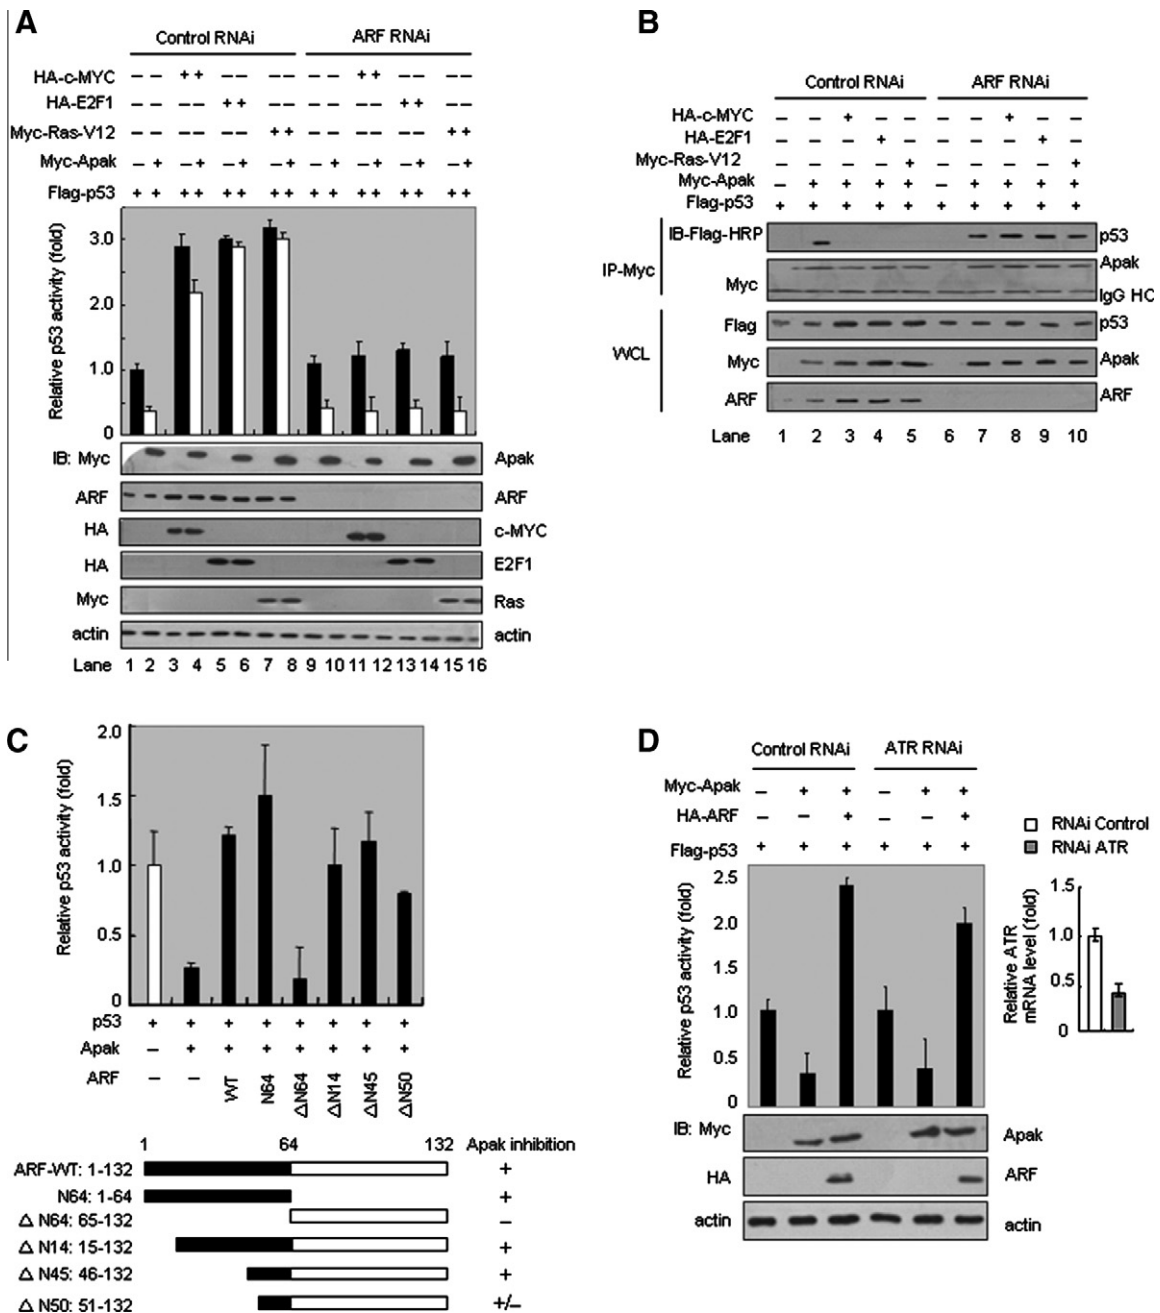 A
Control RNAi ARF RNAi
HA-c-MYC – – + + – – – – – – + + – – – –
HA-E2F1 – – – – + + – – – – – – + + – –
Myc-Ras-V12 – – – – – – + + – – – – – – + +
Myc-Apak – + – + – + – + – + – + – + – +
Flag-p53 + + + + + + + + + + + + + + + +
Relative p53 activity (fold)
3.0
2.0
1.0
0
IB: Myc Apak
ARF ARF
HA c-MYC
HA E2F1
Myc Ras
actin actin
Lane 1 2 3 4 5 6 7 8 9 10 11 12 13 14 15 16
B
Control RNAi ARF RNAi
HA-c-MYC – – + – – – – + – –
HA-E2F1 – – – + – – – – + –
Myc-Ras-V12 – – – – + – – – – +
Myc-Apak – + + + + – + + + +
Flag-p53 + + + + + + + + + +
IP-Myc
IB-Flag-HRP p53
Myc Apak
IgG HC
WCL
Flag p53
Myc Apak
ARF ARF
Lane 1 2 3 4 5 6 7 8 9 10
C
Relative p53 activity (fold)
2.0
1.5
1.0
0.5
0
p53 + + + + + + + +
Apak – + + + + + + +
ARF – – WT N64 ΔN64 ΔN14 ΔN45 ΔN50
1 64 132 Apak inhibition
ARF-WT: 1-132 +
N64: 1-64 +
Δ N64: 65-132 –
Δ N14: 15-132 +
Δ N45: 46-132 +
Δ N50: 51-132 +/–
D
Control RNAi ATR RNAi
Myc-Apak – + + – + +
HA-ARF – – + – – +
Flag-p53 + + + + + +
Relative p53 activity (fold)
2.5
2.0
1.5
1.0
0.5
0
IB: Myc Apak
HA ARF
actin actin
RNAi Control
RNAi ATR
Relative ATR
mRNA level (fold)
1.5
1.0
0.5
0